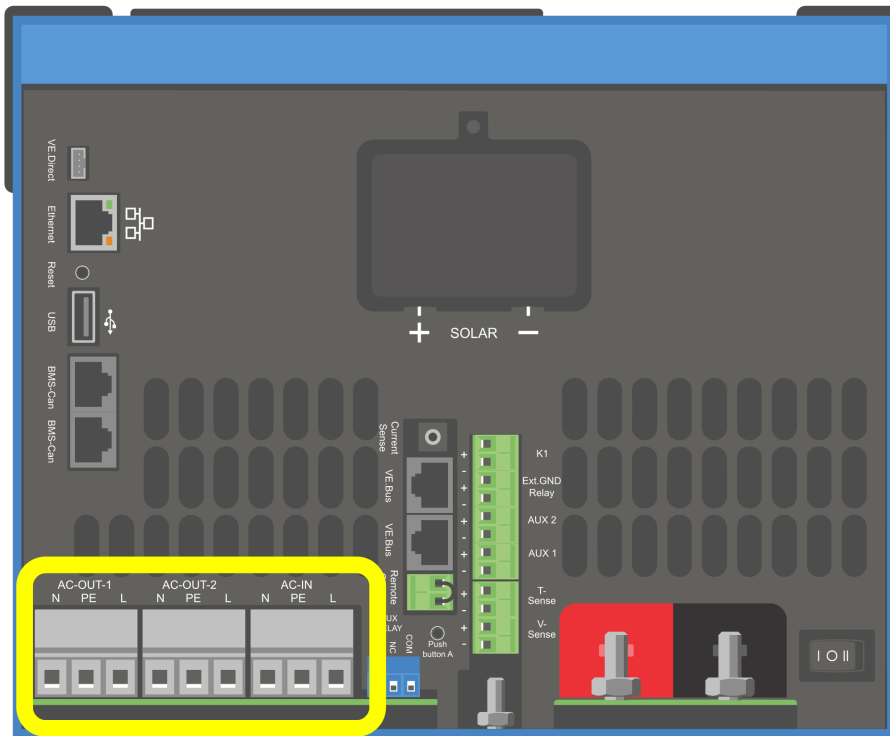 VE.Direct
Ethernet
Reset
USB
BMS-Can
BMS-Can
+ SOLAR −
Current
Sense
VE.Bus
VE.Bus
Remote
+
-
+
-
+
-
+
-
+
-
+
-
K1
Ext.GND
Relay
AUX 2
AUX 1
T-
Sense
V-
Sense
AC-OUT-1
N PE L
AC-OUT-2
N PE L
AC-IN
N PE L
NC
COM
Push
button A
I O II